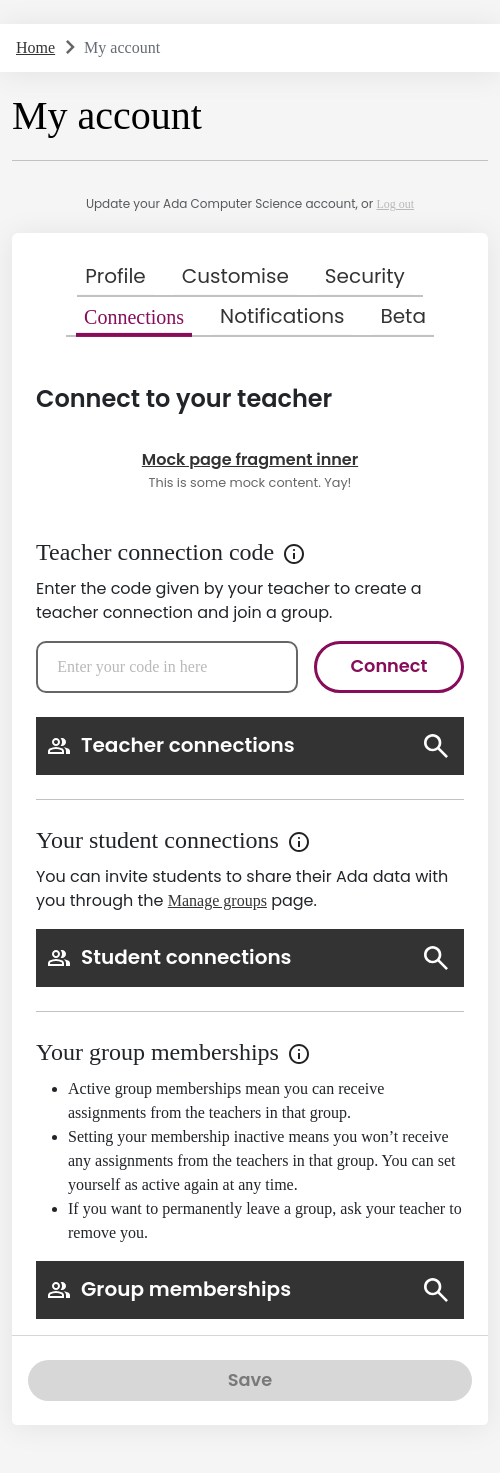 Home My account
My account
Update your Ada Computer Science account, or Log out
Profile Customise Security
Connections Notifications Beta
Connect to your teacher
Mock page fragment inner
This is some mock content. Yay!
Teacher connection code
Enter the code given by your teacher to create a
teacher connection and join a group.
Enter your code in here Connect
Teacher connections
Your student connections
You can invite students to share their Ada data with
you through the Manage groups page.
Student connections
Your group memberships
• Active group memberships mean you can receive
assignments from the teachers in that group.
• Setting your membership inactive means you won’t receive
any assignments from the teachers in that group. You can set
yourself as active again at any time.
• If you want to permanently leave a group, ask your teacher to
remove you.
Group memberships
Save